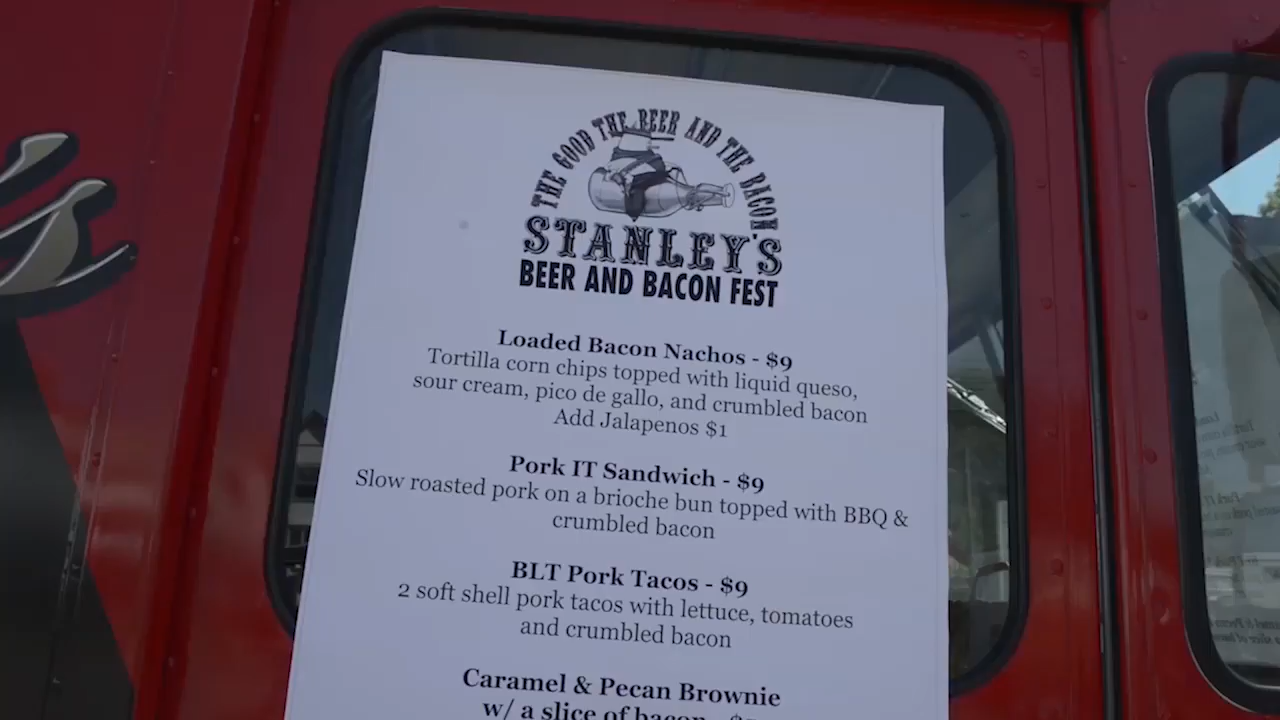 THE GOOD THE BEER AND THE BACON
STANLEY'S
BEER AND BACON FEST
Loaded Bacon Nachos - $9
Tortilla corn chips topped with liquid queso,
sour cream, pico de gallo, and crumbled bacon
Add Jalapenos $1
Pork IT Sandwich - $9
Slow roasted pork on a brioche bun topped with BBQ &
crumbled bacon
BLT Pork Tacos - $9
2 soft shell pork tacos with lettuce, tomatoes
and crumbled bacon
Caramel & Pecan Brownie
w/ a slice of bacon - $